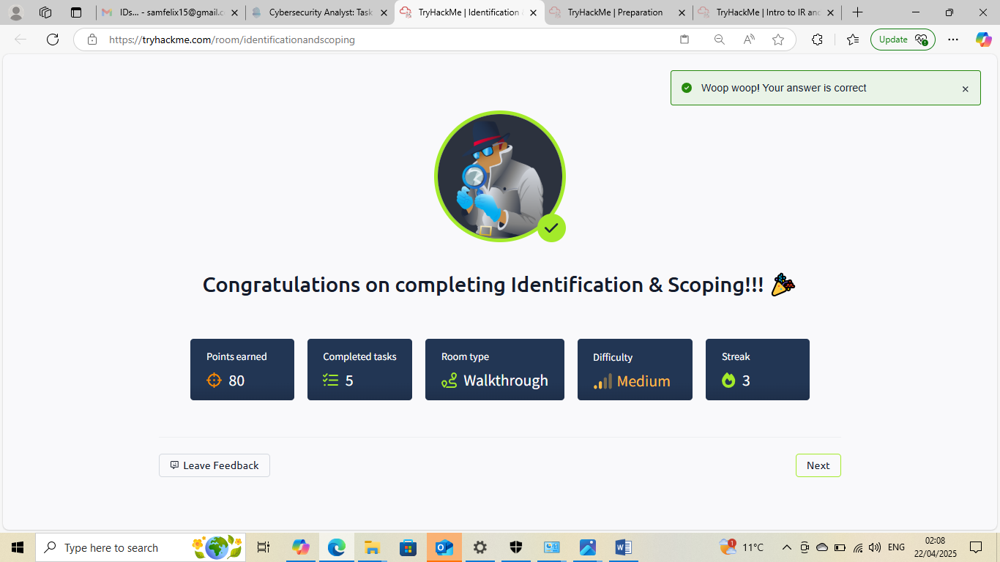 IDs... - samfelix15@gmail.c
Cybersecurity Analyst: Task
TryHackMe | Identification
TryHackMe | Preparation
TryHackMe | Intro to IR and
https://tryhackme.com/room/identificationandscoping
Update
Woop woop! Your answer is correct
Congratulations on completing Identification & Scoping!!!
Points earned
80
Completed tasks
5
Room type
Walkthrough
Difficulty
Medium
Streak
3
Leave Feedback
Next
Type here to search
1
11°C
ENG
02:08
22/04/2025